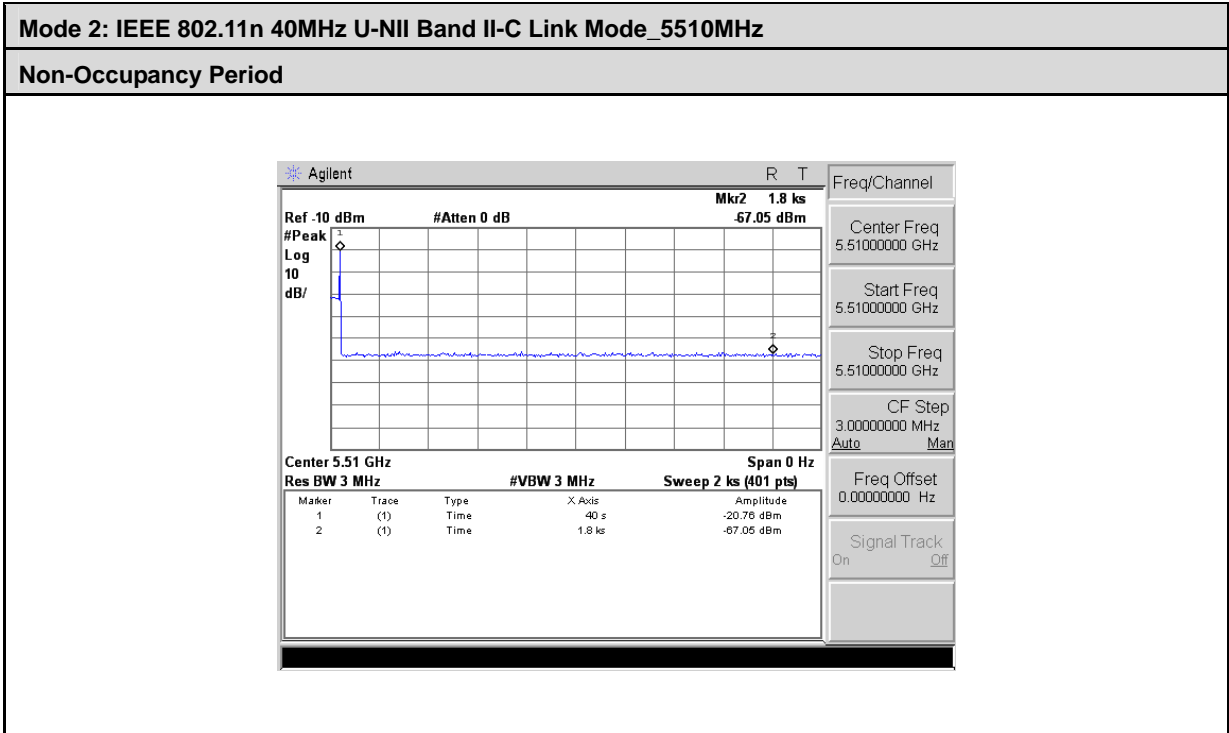 Mode 2: IEEE 802.11n 40MHz U-NII Band II-C Link Mode_5510MHz
Non-Occupancy Period
Agilent R T
Mkr2 1.8 ks
Ref -10 dBm #Atten 0 dB -67.05 dBm
#Peak
Log
10
dB/
1
2
Center 5.51 GHz Span 0 Hz
Res BW 3 MHz #VBW 3 MHz Sweep 2 ks (401 pts)
Marker Trace Type X Axis Amplitude
1 (1) Time 40 s -20.76 dBm
2 (1) Time 1.8 ks -67.05 dBm
Freq/Channel
Center Freq
5.51000000 GHz
Start Freq
5.51000000 GHz
Stop Freq
5.51000000 GHz
CF Step
3.00000000 MHz
Auto Man
Freq Offset
0.00000000 Hz
Signal Track
On Off